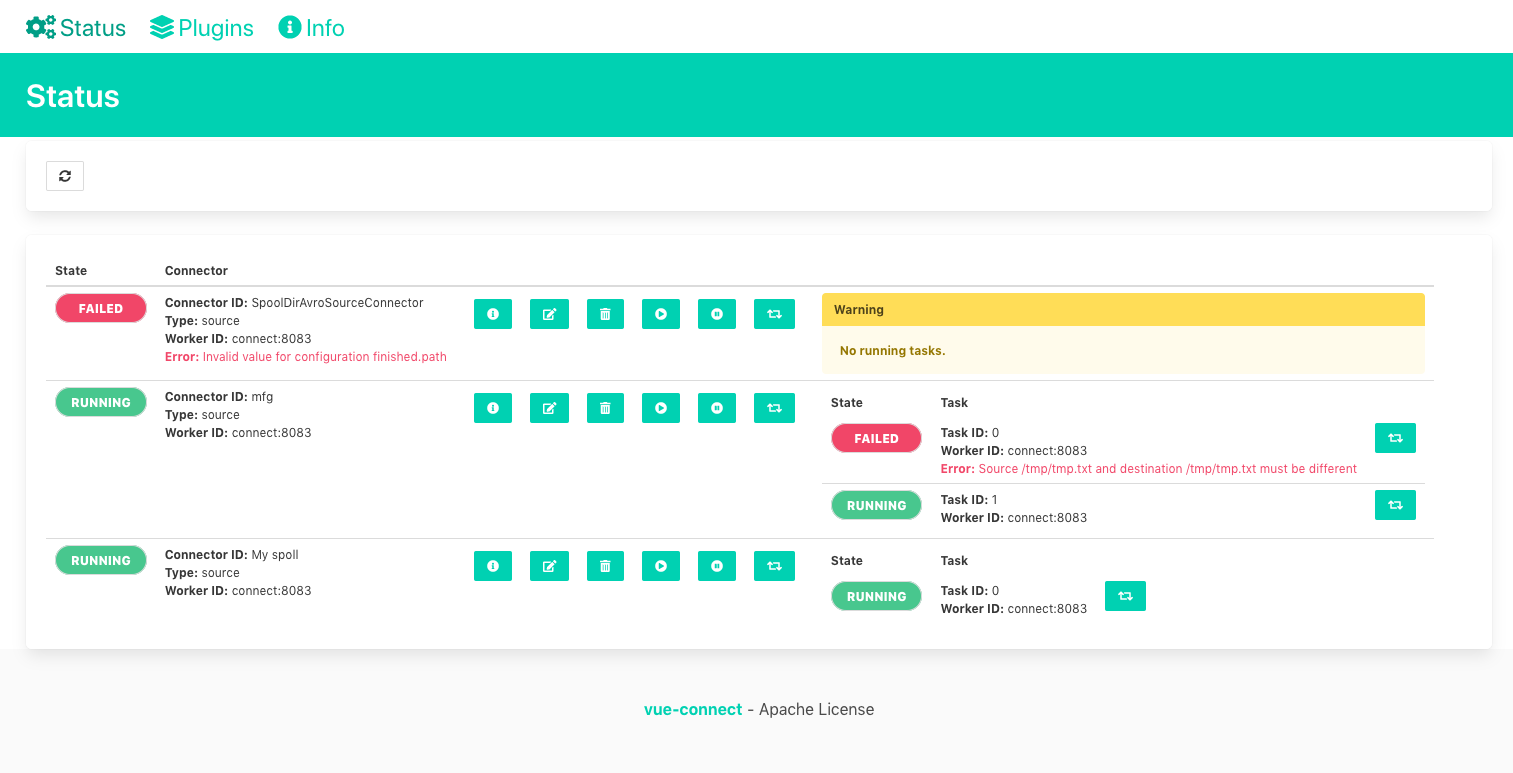 Status Plugins Info
Status
State Connector
FAILED
Connector ID: SpoolDirAvroSourceConnector
Type: source
Worker ID: connect:8083
Error: Invalid value for configuration finished.path
Warning
No running tasks.
RUNNING
Connector ID: mfg
Type: source
Worker ID: connect:8083
State Task
FAILED
Task ID: 0
Worker ID: connect:8083
Error: Source /tmp/tmp.txt and destination /tmp/tmp.txt must be different
RUNNING
Task ID: 1
Worker ID: connect:8083
RUNNING
Connector ID: My spoll
Type: source
Worker ID: connect:8083
State Task
RUNNING
Task ID: 0
Worker ID: connect:8083
vue-connect - Apache License